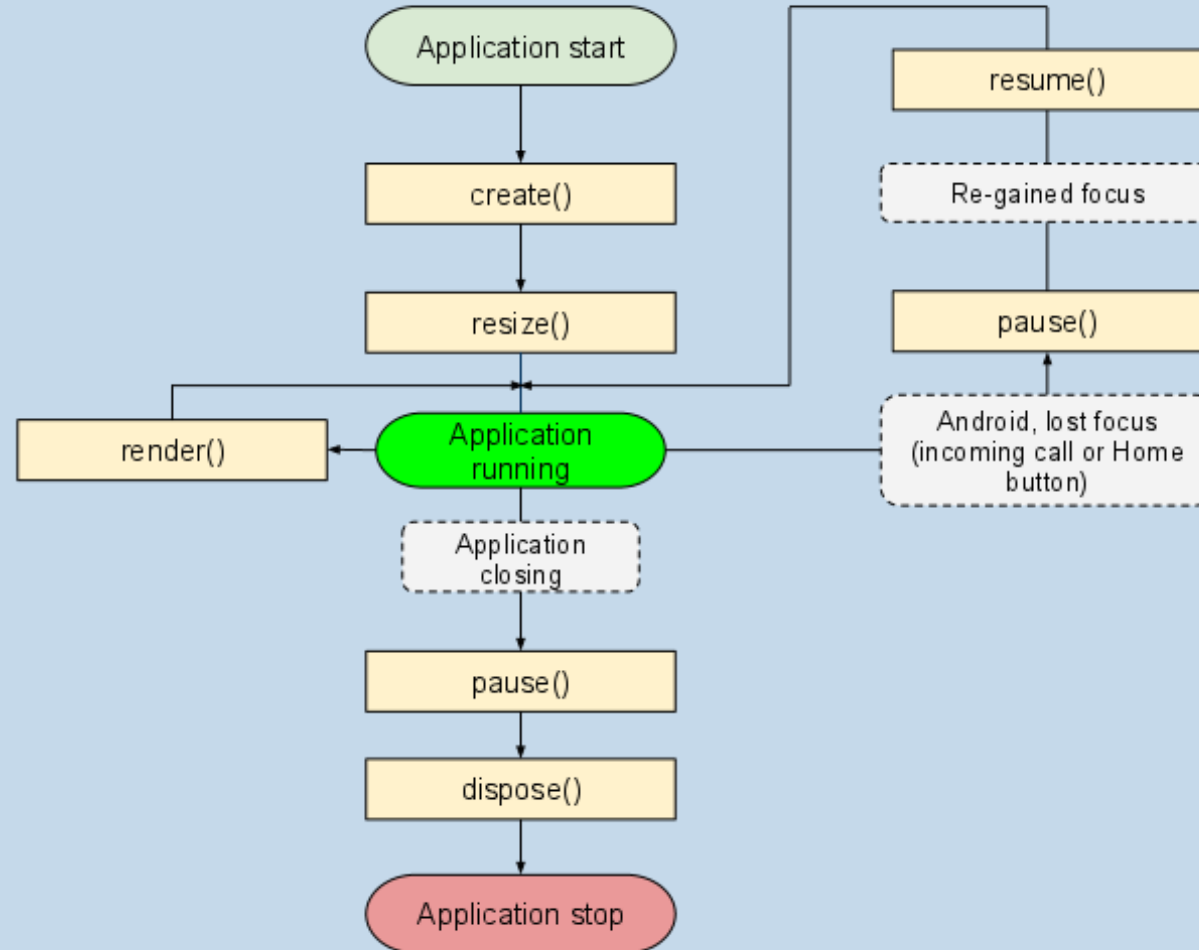 Application start
resume()
create()
Re-gained focus
resize()
pause()
render()
Application
running
Android, lost focus
(incoming call or Home
button)
Application
closing
pause()
dispose()
Application stop